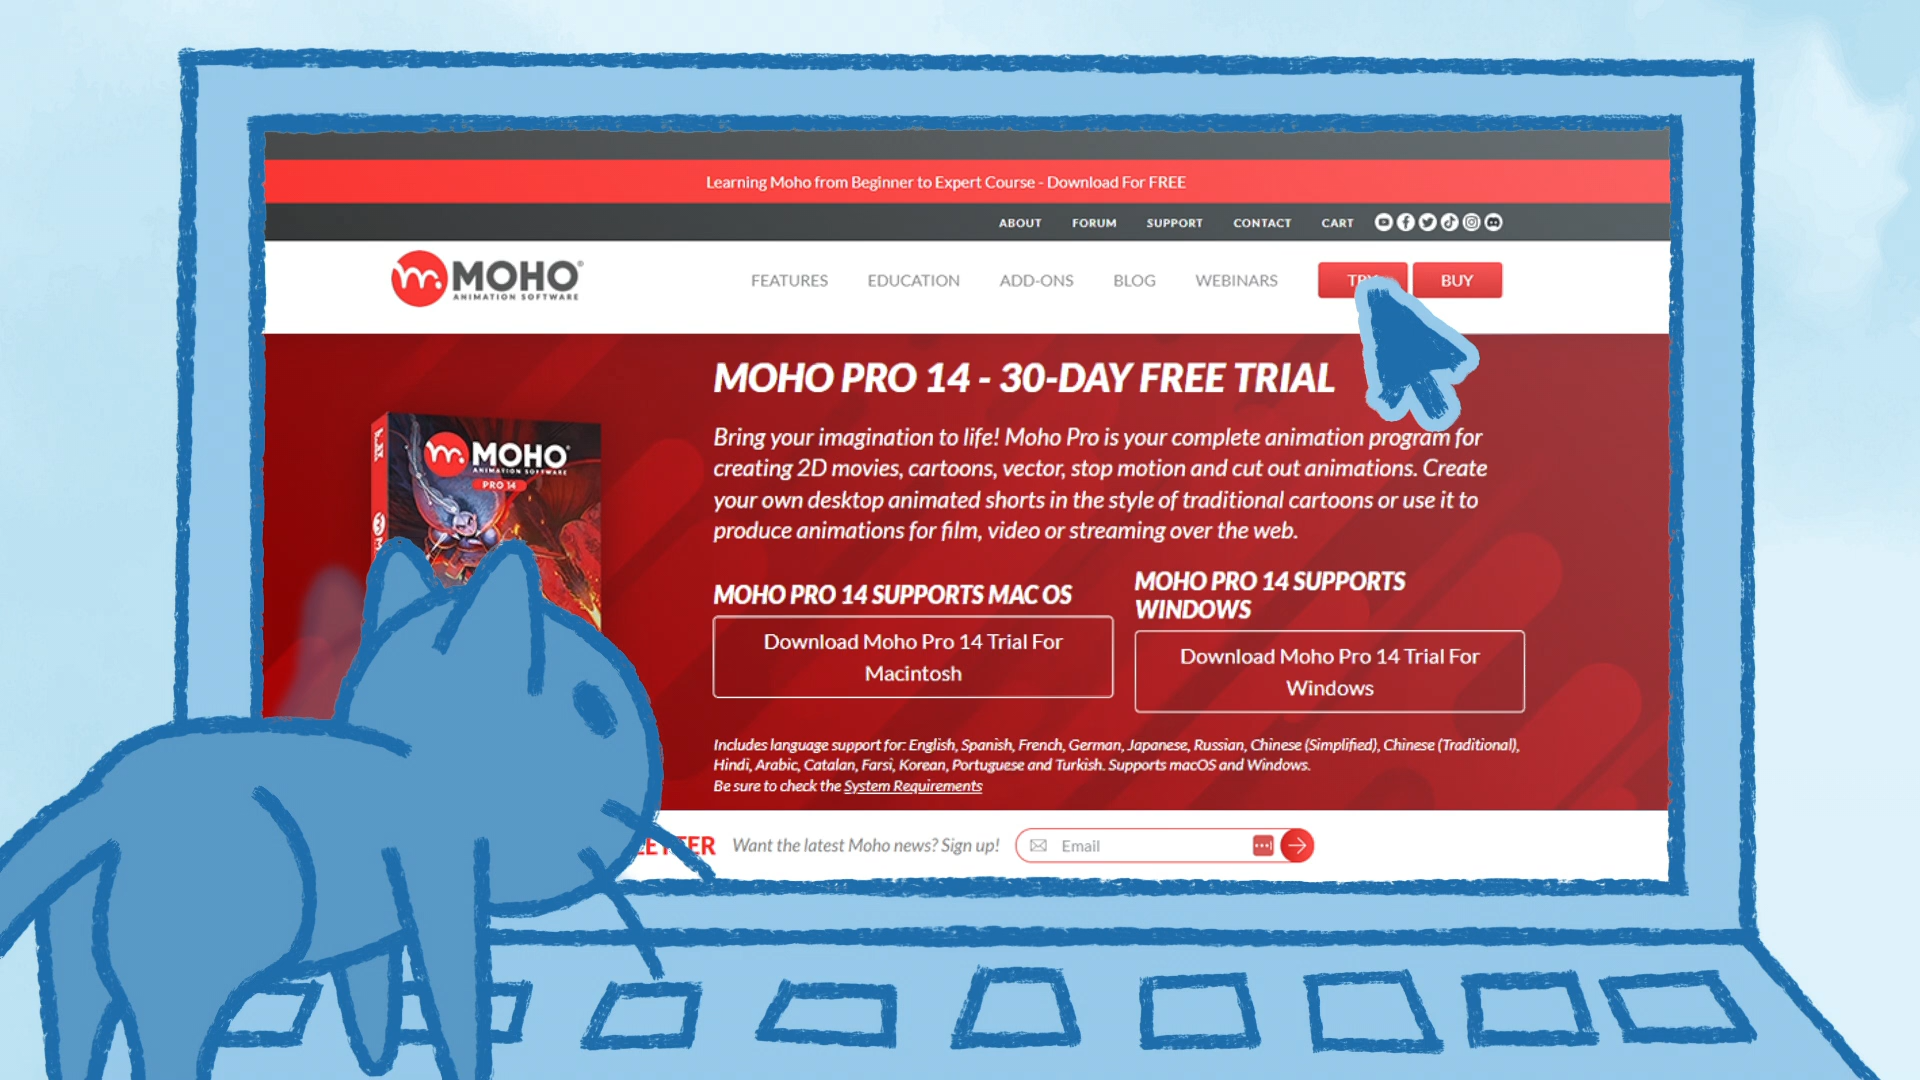 Learning Moho from Beginner to Expert Course - Download For FREE
ABOUT FORUM SUPPORT CONTACT CART
MOHO
ANIMATION SOFTWARE
FEATURES EDUCATION ADD-ONS BLOG WEBINARS TRY BUY
MOHO PRO 14 - 30-DAY FREE TRIAL
Bring your imagination to life! Moho Pro is your complete animation program for
creating 2D movies, cartoons, vector, stop motion and cut out animations. Create
your own desktop animated shorts in the style of traditional cartoons or use it to
produce animations for film, video or streaming over the web.
MOHO
ANIMATION SOFTWARE
PRO 14
MOHO PRO 14 SUPPORTS MAC OS
Download Moho Pro 14 Trial For
Macintosh
MOHO PRO 14 SUPPORTS
WINDOWS
Download Moho Pro 14 Trial For
Windows
Includes language support for: English, Spanish, French, German, Japanese, Russian, Chinese (Simplified), Chinese (Traditional),
Hindi, Arabic, Catalan, Farsi, Korean, Portuguese and Turkish. Supports macOS and Windows.
Be sure to check the System Requirements
Want the latest Moho news? Sign up! Email